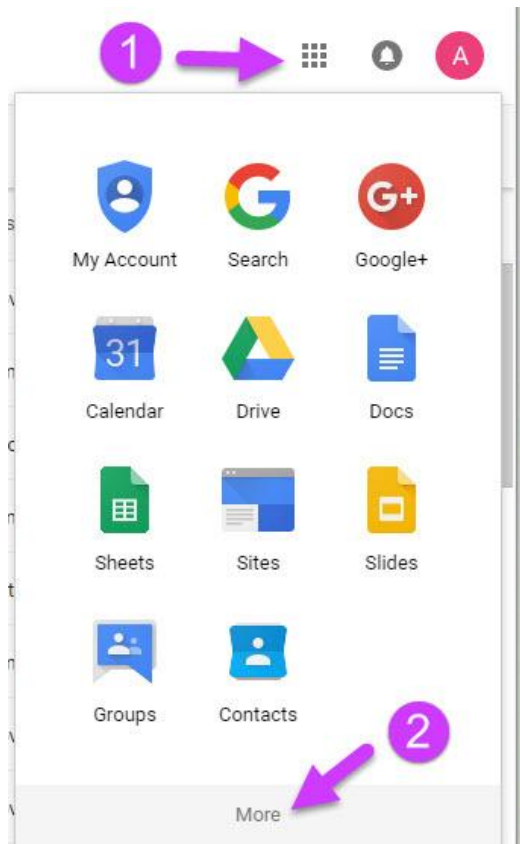 1
A
G+
My Account Search Google+
31
Calendar Drive Docs
Sheets Sites Slides
Groups Contacts
2
More